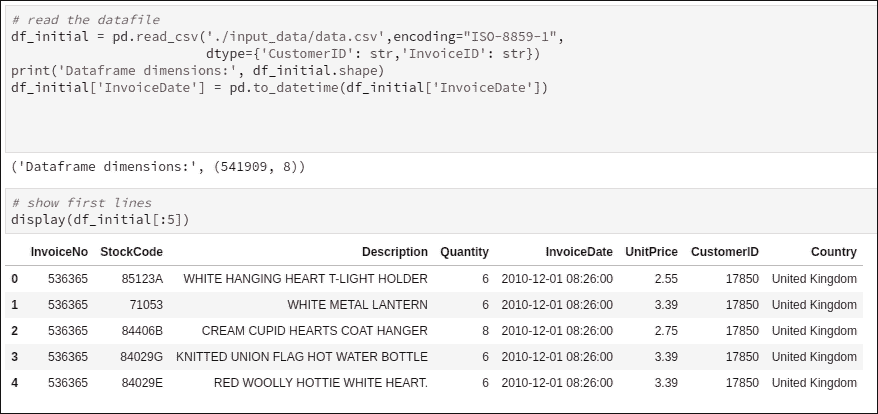 # read the datafile
df_initial = pd.read_csv('./input_data/data.csv',encoding="ISO-8859-1",
                         dtype={'CustomerID': str,'InvoiceID': str})
print('Dataframe dimensions:', df_initial.shape)
df_initial['InvoiceDate'] = pd.to_datetime(df_initial['InvoiceDate'])
('Dataframe dimensions:', (541909, 8))
# show first lines
display(df_initial[:5])
InvoiceNo StockCode Description Quantity InvoiceDate UnitPrice CustomerID Country
0 536365 85123A WHITE HANGING HEART T-LIGHT HOLDER 6 2010-12-01 08:26:00 2.55 17850 United Kingdom
1 536365 71053 WHITE METAL LANTERN 6 2010-12-01 08:26:00 3.39 17850 United Kingdom
2 536365 84406B CREAM CUPID HEARTS COAT HANGER 8 2010-12-01 08:26:00 2.75 17850 United Kingdom
3 536365 84029G KNITTED UNION FLAG HOT WATER BOTTLE 6 2010-12-01 08:26:00 3.39 17850 United Kingdom
4 536365 84029E RED WOOLLY HOTTIE WHITE HEART. 6 2010-12-01 08:26:00 3.39 17850 United Kingdom